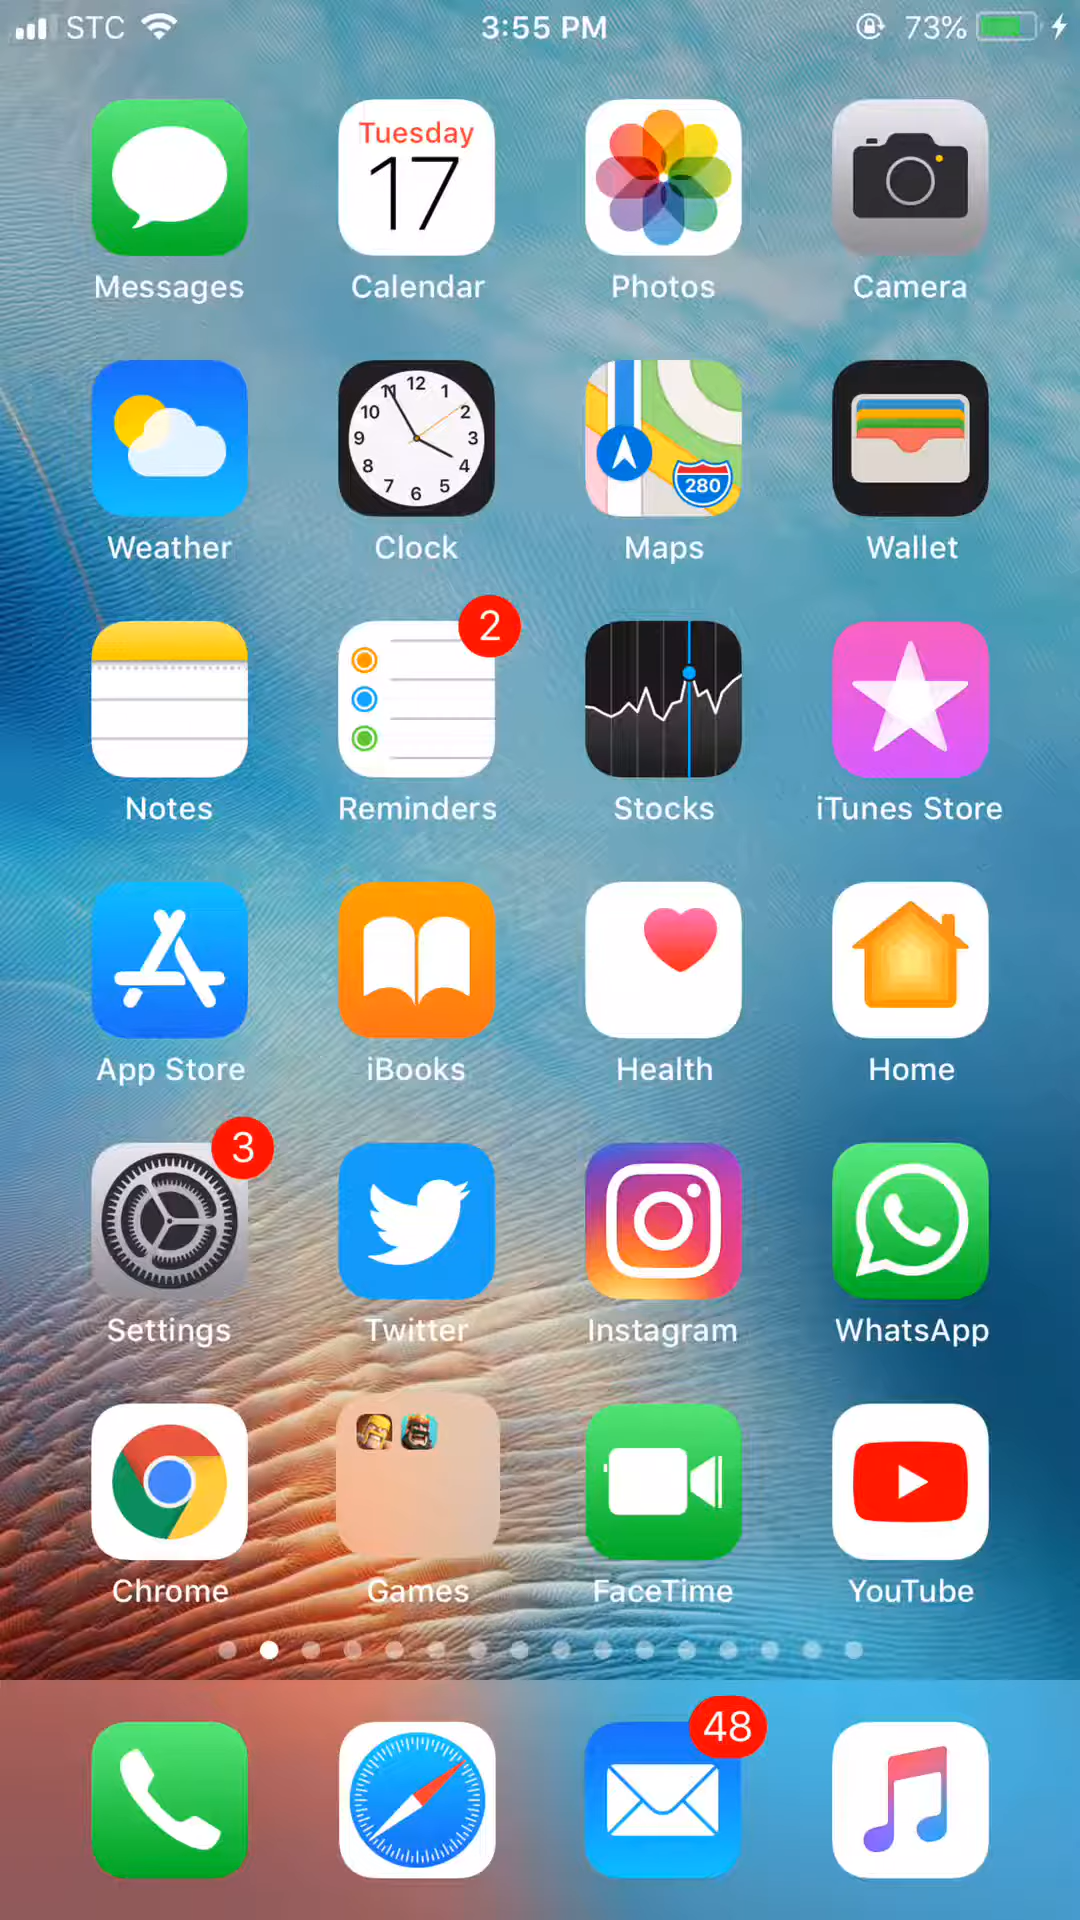 STC 3:55 PM 73%
Tuesday
17
Messages Calendar Photos Camera
12
11 1
10 2
9 3
8 4
7 5
6
280
Weather Clock Maps Wallet
2
Notes Reminders Stocks iTunes Store
App Store iBooks Health Home
3
Settings Twitter Instagram WhatsApp
Chrome Games FaceTime YouTube
48